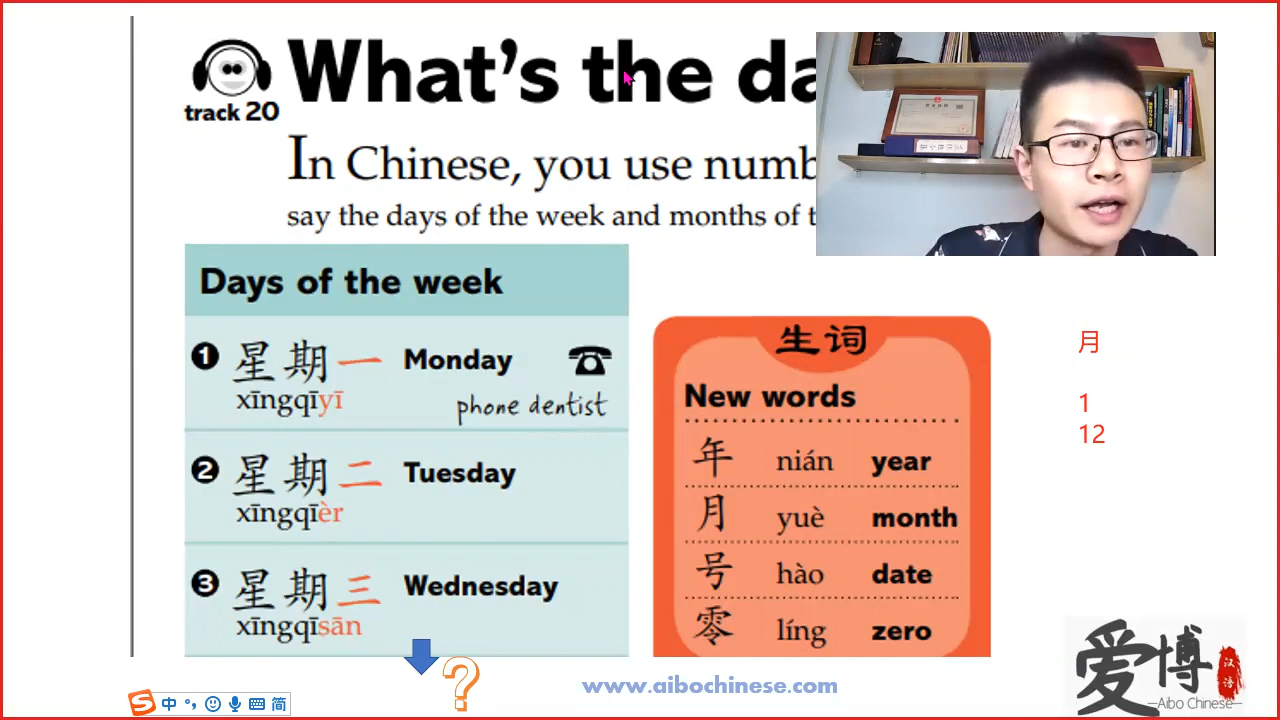 What's the da
track 20
In Chinese, you use numb
say the days of the week and months of t
Days of the week
1 星期一 Monday
xīngqīyī
phone dentist
2 星期二 Tuesday
xīngqīèr
3 星期三 Wednesday
xīngqīsān
生词
New words
年 nián year
月 yuè month
号 hào date
零 líng zero
月
1
12
?
www.aibochinese.com
爱博
汉语
—Aibo Chinese—
S 中 简